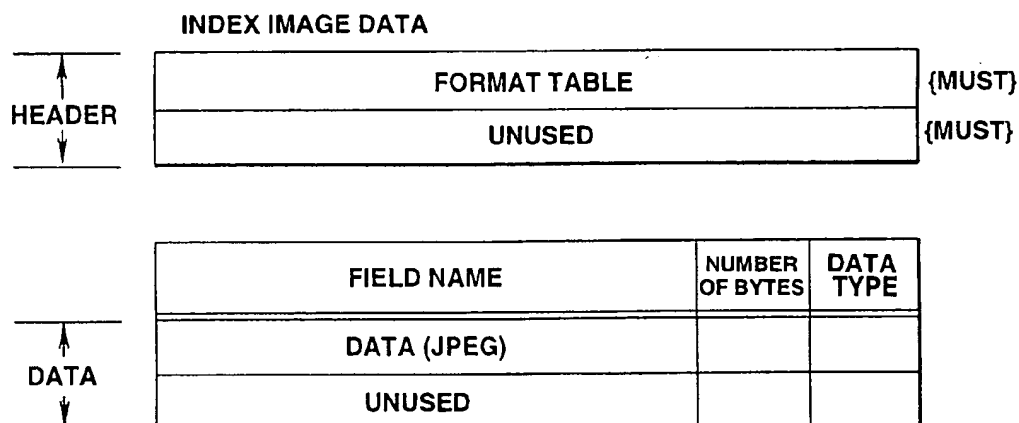 INDEX IMAGE DATA
HEADER
FORMAT TABLE {MUST}
UNUSED {MUST}
FIELD NAME
NUMBER OF BYTES
DATA TYPE
DATA
DATA (JPEG)
UNUSED